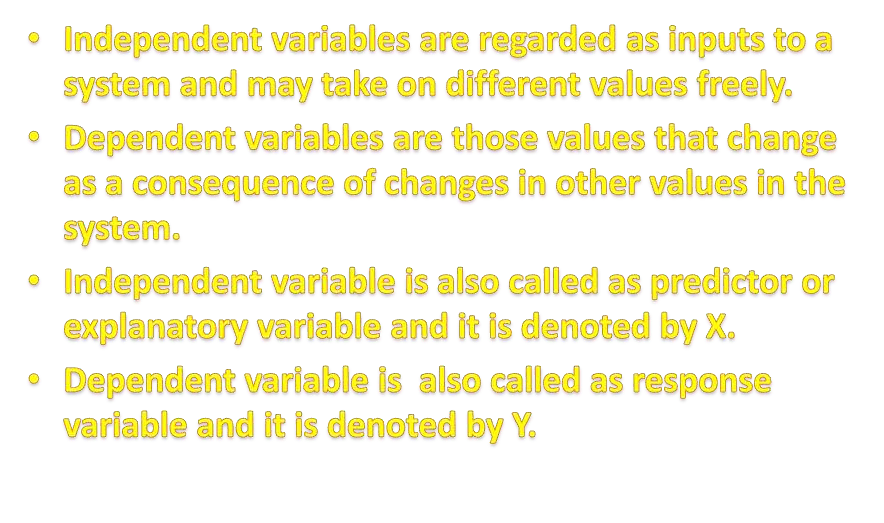 • Independent variables are regarded as inputs to a
system and may take on different values freely.
• Dependent variables are those values that change
as a consequence of changes in other values in the
system.
• Independent variable is also called as predictor or
explanatory variable and it is denoted by X.
• Dependent variable is  also called as response
variable and it is denoted by Y.